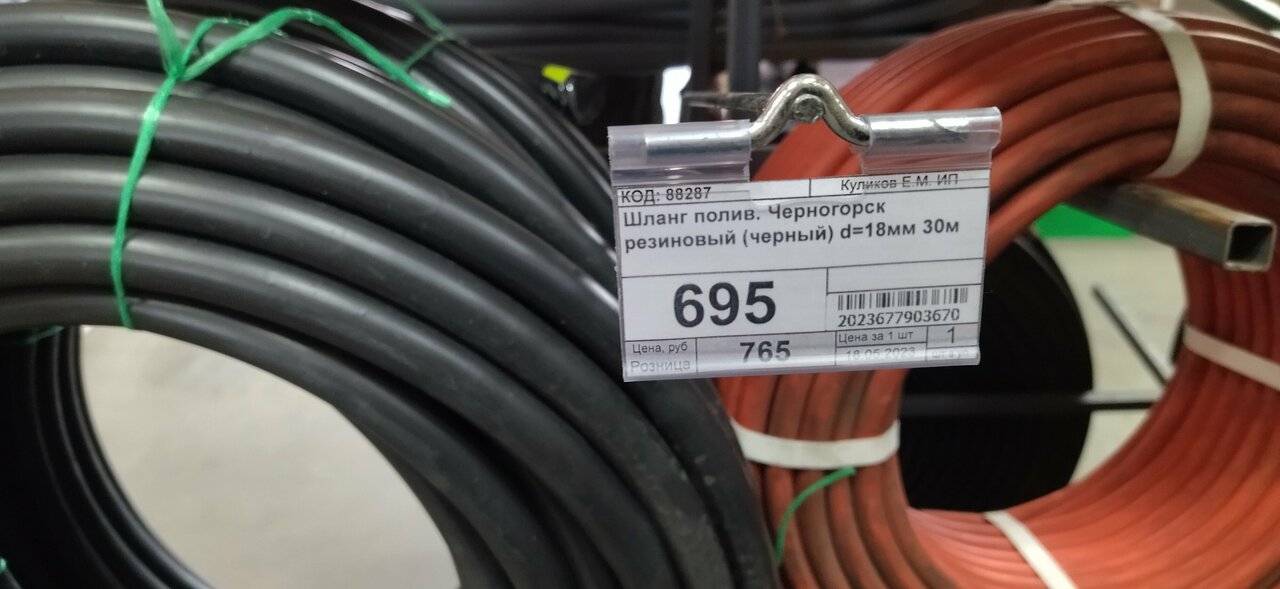 КОД: 88287
Куликов Е.М. ИП
Шланг полив. Черногорск
резиновый (черный) d=18мм 30м
695
2023677903670
Цена, руб
765
Цена за 1 шт
1
Розница
18.05.2023